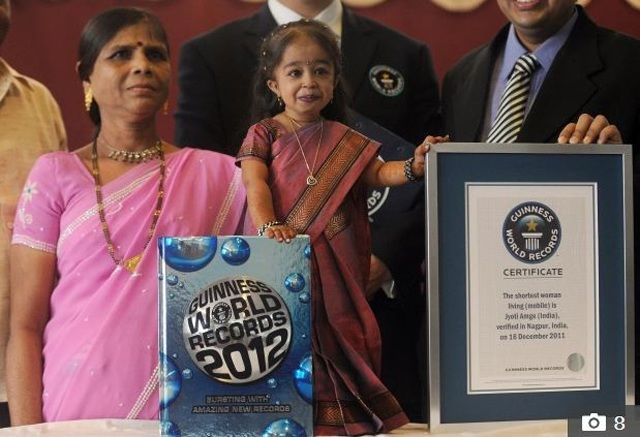 GUINNESS
WORLD
RECORDS
2012
BURSTING WITH
AMAZING NEW RECORDS
GUINNESS
WORLD RECORDS
CERTIFICATE
The shortest woman
living (mobile) is
Jyoti Amge (India),
verified in Nagpur, India,
on 16 December 2011
GUINNESS WORLD RECORDS
8